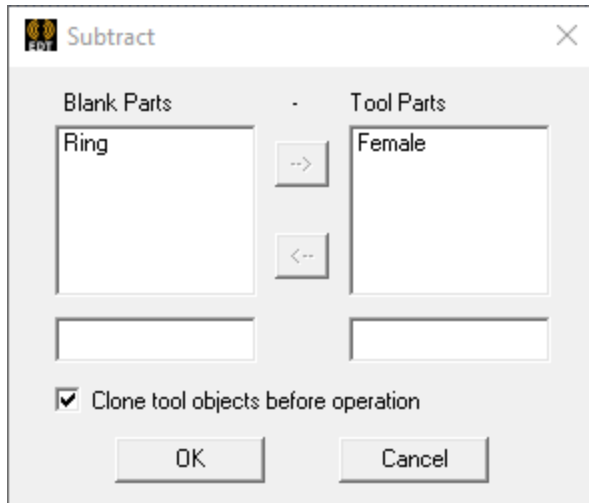 EDT
Subtract
Blank Parts - Tool Parts
Ring
Female
-->
<--
Clone tool objects before operation
OK
Cancel